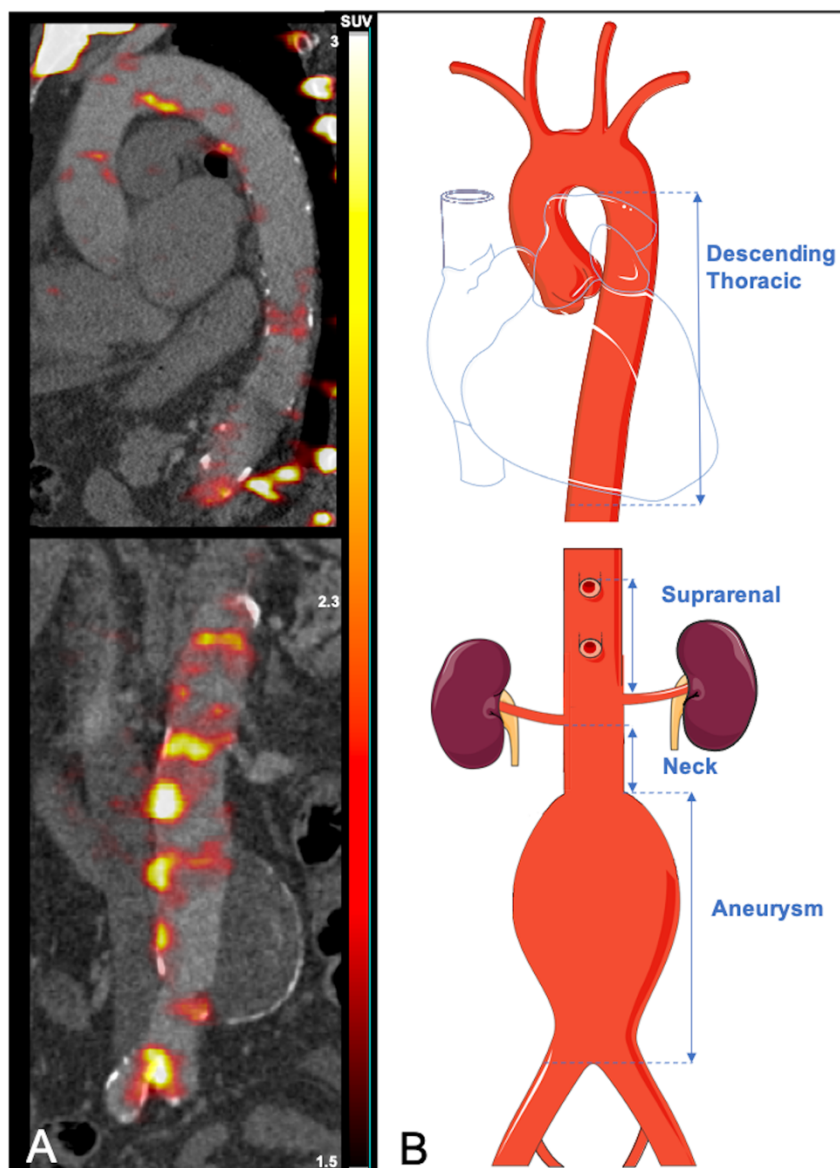 SUV
3
2.3
1.5
A
Descending
Thoracic
Suprarenal
Neck
Aneurysm
B